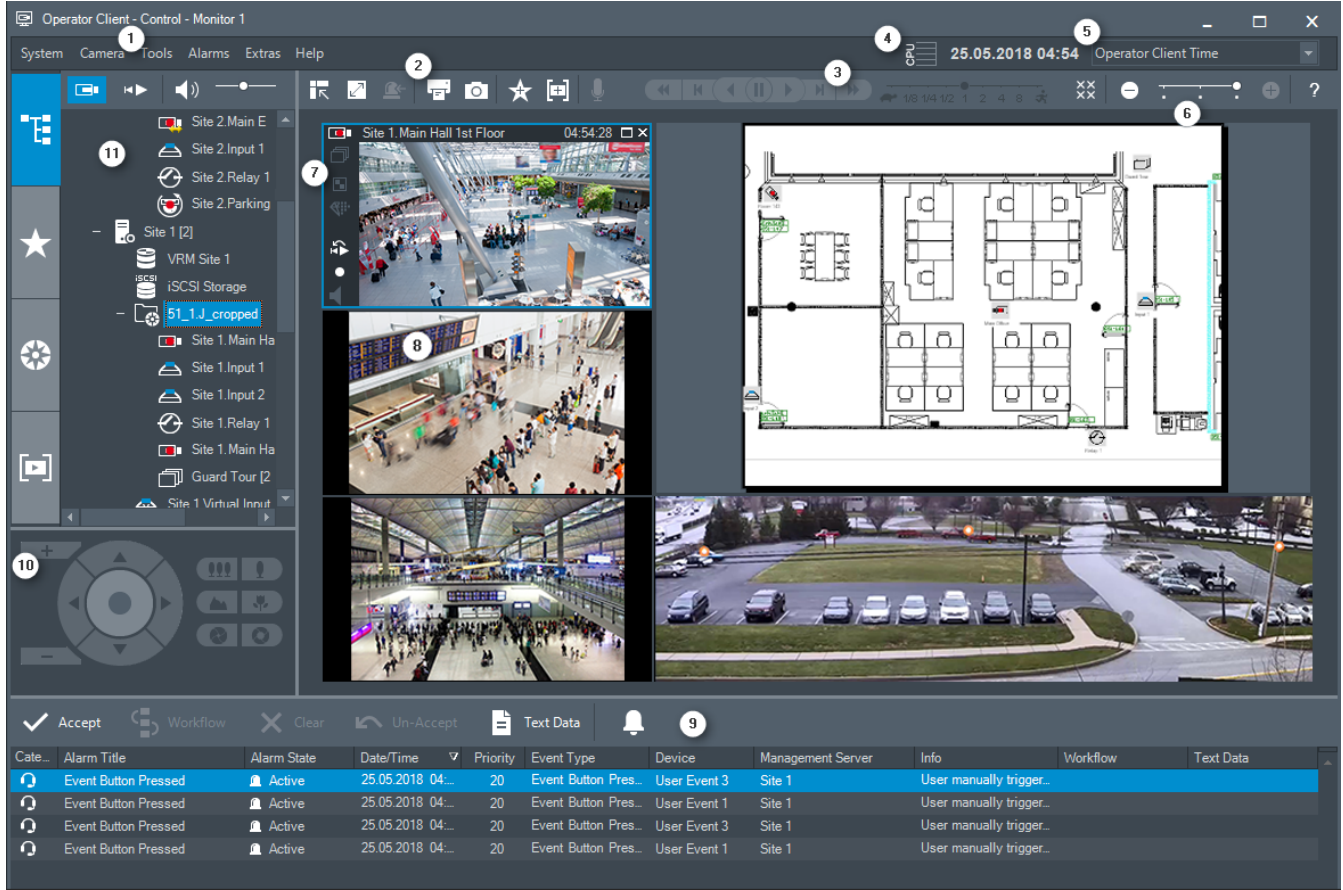 Operator Client - Control - Monitor 1
System Camera Tools Alarms Extras Help
1
4
CPU
25.05.2018 04:54
5
Operator Client Time
2
3
1/8 1/4 1/2 1 2 4 8
6
?
11
Site 2.Main E
Site 2.Input 1
Site 2.Relay 1
Site 2.Parking
Site 1 [2]
VRM Site 1
iSCSI
iSCSI Storage
51_1.J_cropped
Site 1.Main Ha
Site 1.Input 1
Site 1.Input 2
Site 1.Relay 1
Site 1.Main Ha
Guard Tour [2
Site 1 Virtual Input
7
Site 1.Main Hall 1st Floor 04:54:28
8
Guard Tour
Input 1
Main Office
Relay 1
10
Accept Workflow Clear Un-Accept Text Data
9
Cate... Alarm Title Alarm State Date/Time Priority Event Type Device Management Server Info Workflow Text Data
Event Button Pressed Active 25.05.2018 04:... 20 Event Button Pres... User Event 3 Site 1 User manually trigger...
Event Button Pressed Active 25.05.2018 04:... 20 Event Button Pres... User Event 1 Site 1 User manually trigger...
Event Button Pressed Active 25.05.2018 04:... 20 Event Button Pres... User Event 3 Site 1 User manually trigger...
Event Button Pressed Active 25.05.2018 04:... 20 Event Button Pres... User Event 1 Site 1 User manually trigger...